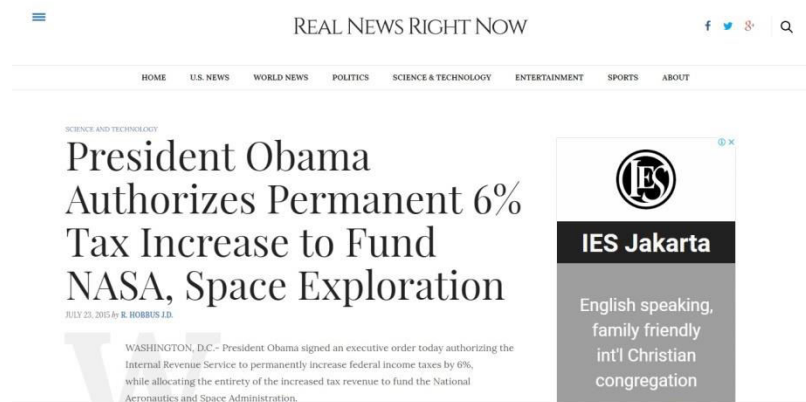 REAL NEWS RIGHT NOW
HOME U.S. NEWS WORLD NEWS POLITICS SCIENCE & TECHNOLOGY ENTERTAINMENT SPORTS ABOUT
SCIENCE AND TECHNOLOGY
President Obama
Authorizes Permanent 6%
Tax Increase to Fund
NASA, Space Exploration
JULY 23, 2015 by R. HOBBUS J.D.
W
WASHINGTON, D.C.- President Obama signed an executive order today authorizing the
Internal Revenue Service to permanently increase federal income taxes by 6%,
while allocating the entirety of the increased tax revenue to fund the National
Aeronautics and Space Administration.
IES
IES Jakarta
English speaking,
family friendly
int'l Christian
congregation